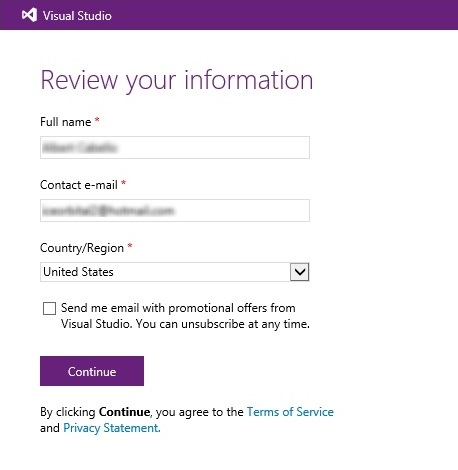 Visual Studio
Review your information
Full name *
Contact e-mail *
Country/Region *
United States
Send me email with promotional offers from
Visual Studio. You can unsubscribe at any time.
Continue
By clicking Continue, you agree to the Terms of Service
and Privacy Statement.